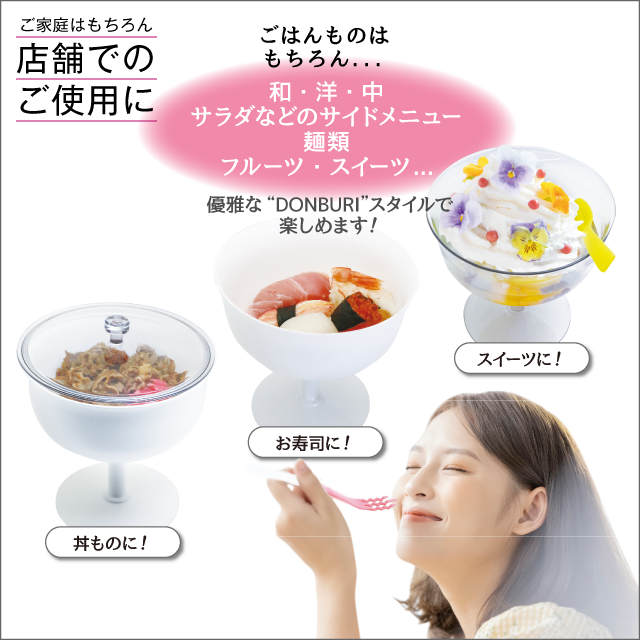 ご家庭はもちろん
店舗での
ご使用に
ごはんものは
もちろん...
和・洋・中
サラダなどのサイドメニュー
麺類
フルーツ・スイーツ...
優雅な“DONBURI”スタイルで
楽しめます！
スイーツに！
お寿司に！
丼ものに！